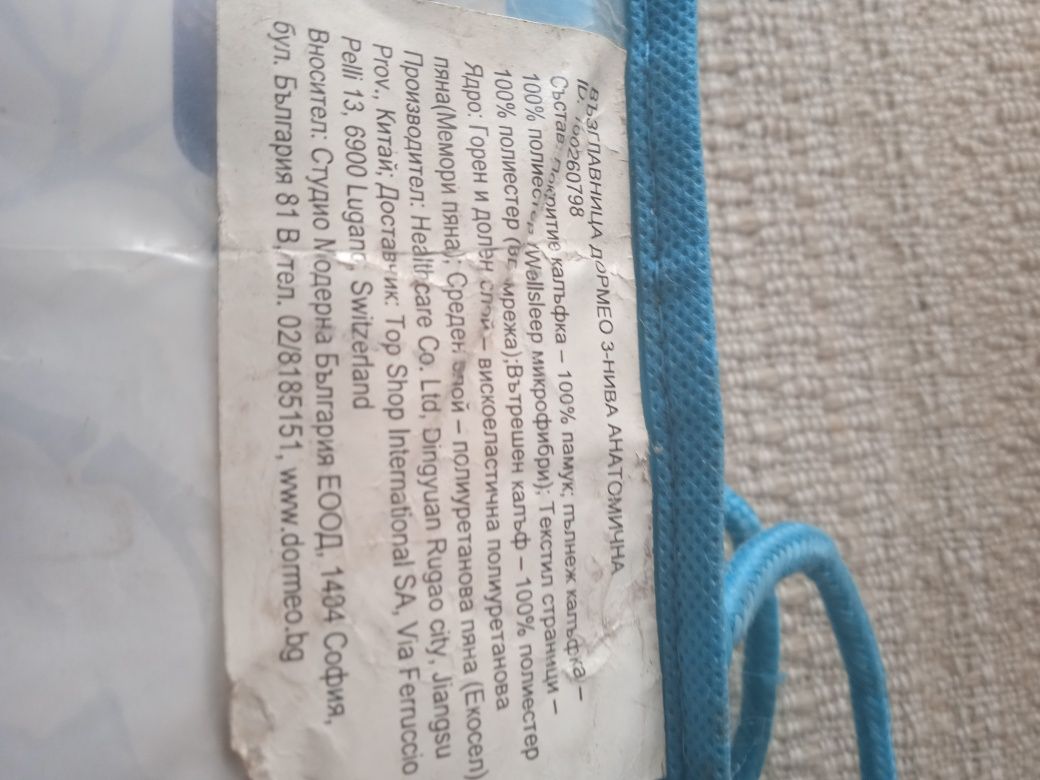 ВЪЗГЛАВНИЦА ДОРМЕО 3-НИВА АНАТОМИЧНА
ID: 100260798
Състав: Покритие калъфка – 100% памук; пълнеж калъфка –
100% полиестер (Wellsleep микрофибри); Текстил страници –
100% полиестер (ве мрежа);Вътрешен калъф – 100% полиестер
Ядро: Горен и долен слой – вискоеластична полиуретанова
пяна(Мемори пяна); Среден слой – полиуретанова пяна (Екосел)
Производител: Healthcare Co. Ltd, Dingyuan Rugao city, Jiangsu
Prov., Китай; Доставчик: Top Shop International SA, Via Ferruccio
Pelli 13, 6900 Lugano, Switzerland
Вносител: Студио Модерна България ЕООД, 1484 София,
бул. България 81 В,тел. 02/8185151, www.dormeo.bg